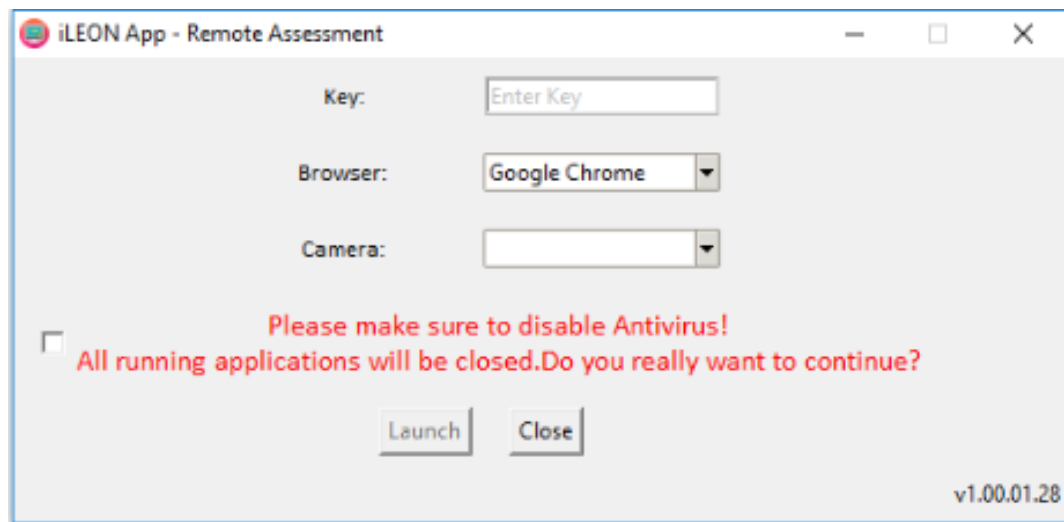 iLEON App - Remote Assessment
Key:
Enter Key
Browser:
Google Chrome
Camera:
Please make sure to disable Antivirus!
All running applications will be closed.Do you really want to continue?
Launch
Close
v1.00.01.28